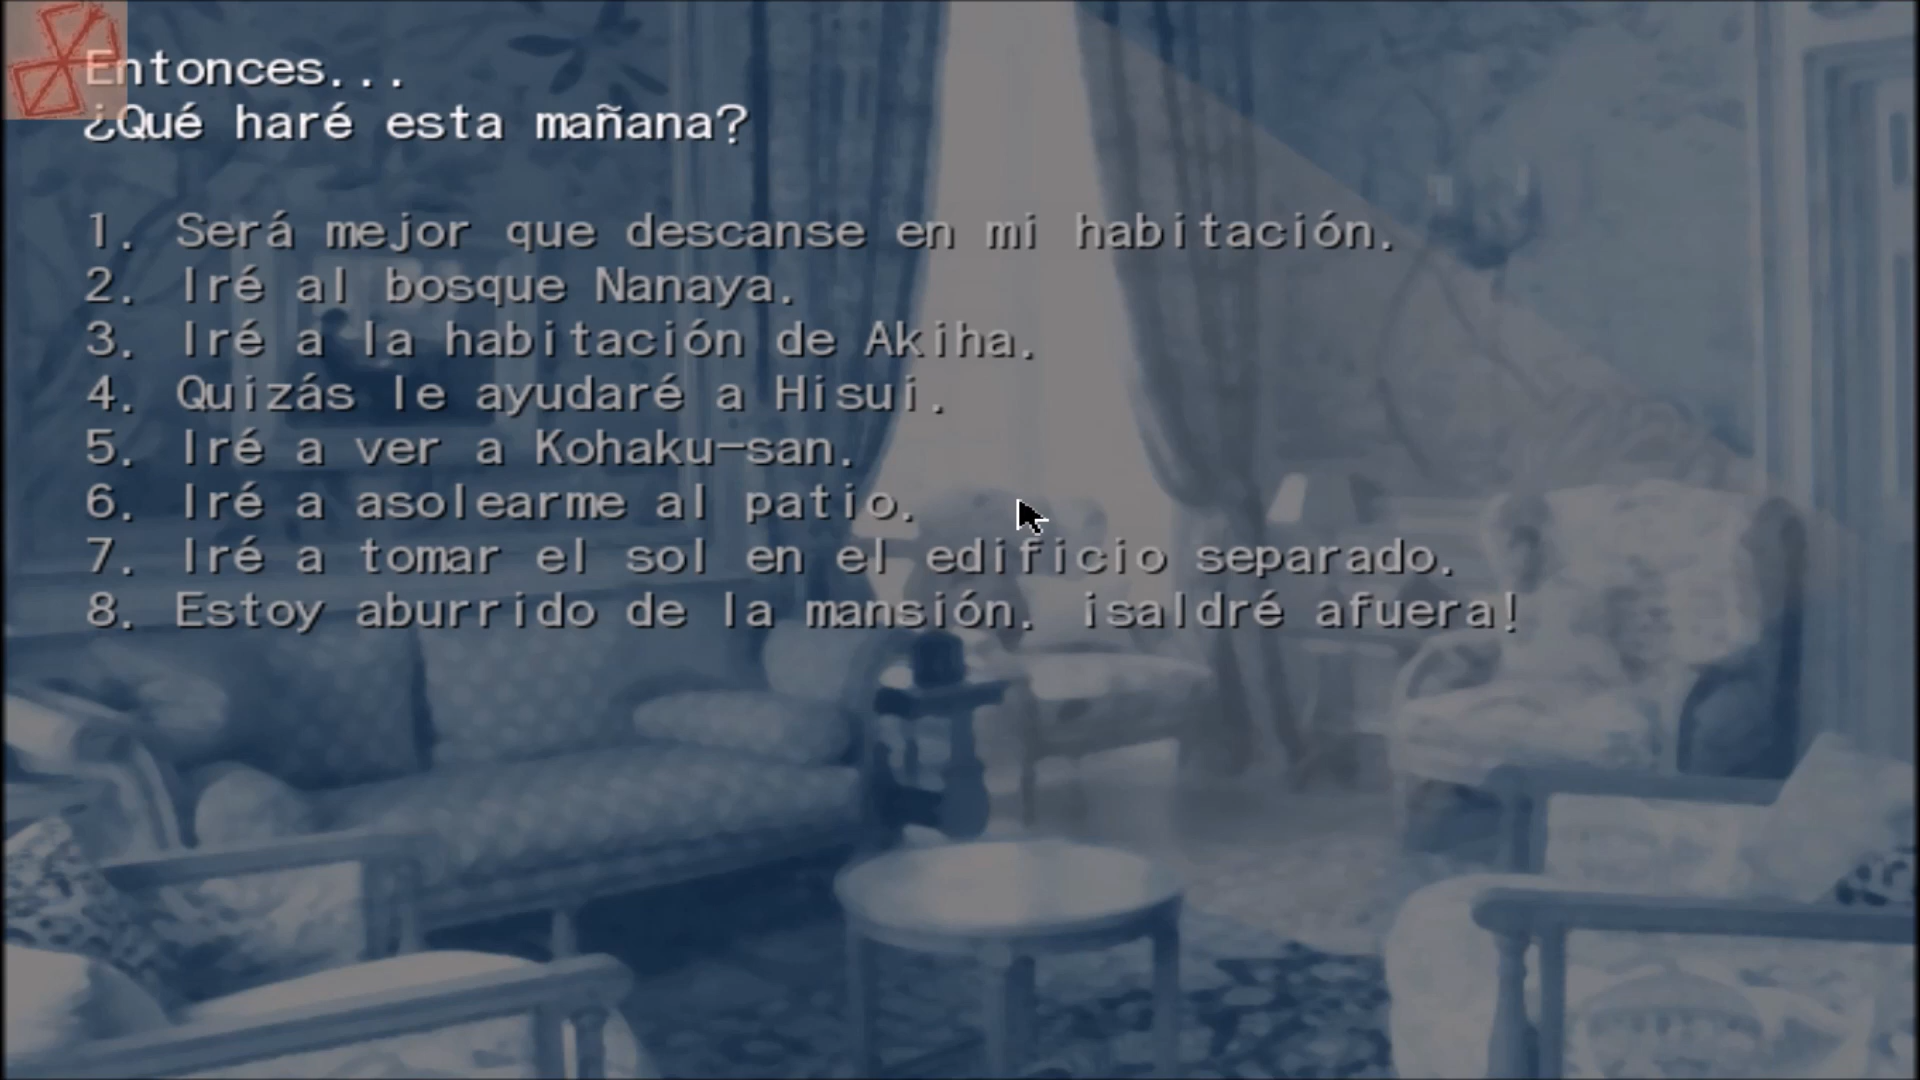 Entonces...
¿Qué haré esta mañana?
1. Será mejor que descanse en mi habitación.
2. Iré al bosque Nanaya.
3. Iré a la habitación de Akiha.
4. Quizás le ayudaré a Hisui.
5. Iré a ver a Kohaku-san.
6. Iré a asolearme al patio.
7. Iré a tomar el sol en el edificio separado.
8. Estoy aburrido de la mansión. ¡saldré afuera!